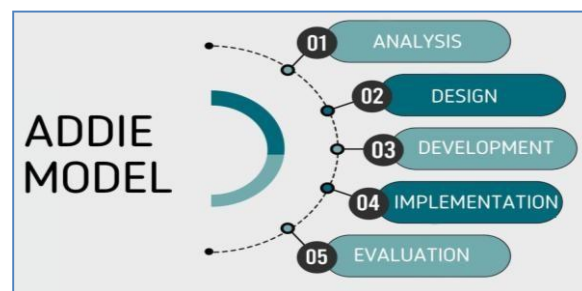 ADDIE
MODEL
01 ANALYSIS
02 DESIGN
03 DEVELOPMENT
04 IMPLEMENTATION
05 EVALUATION